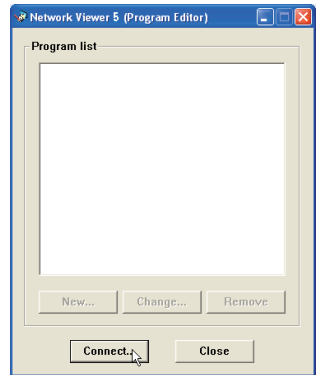 Network Viewer 5 (Program Editor)
Program list
New... Change... Remove
Connect... Close